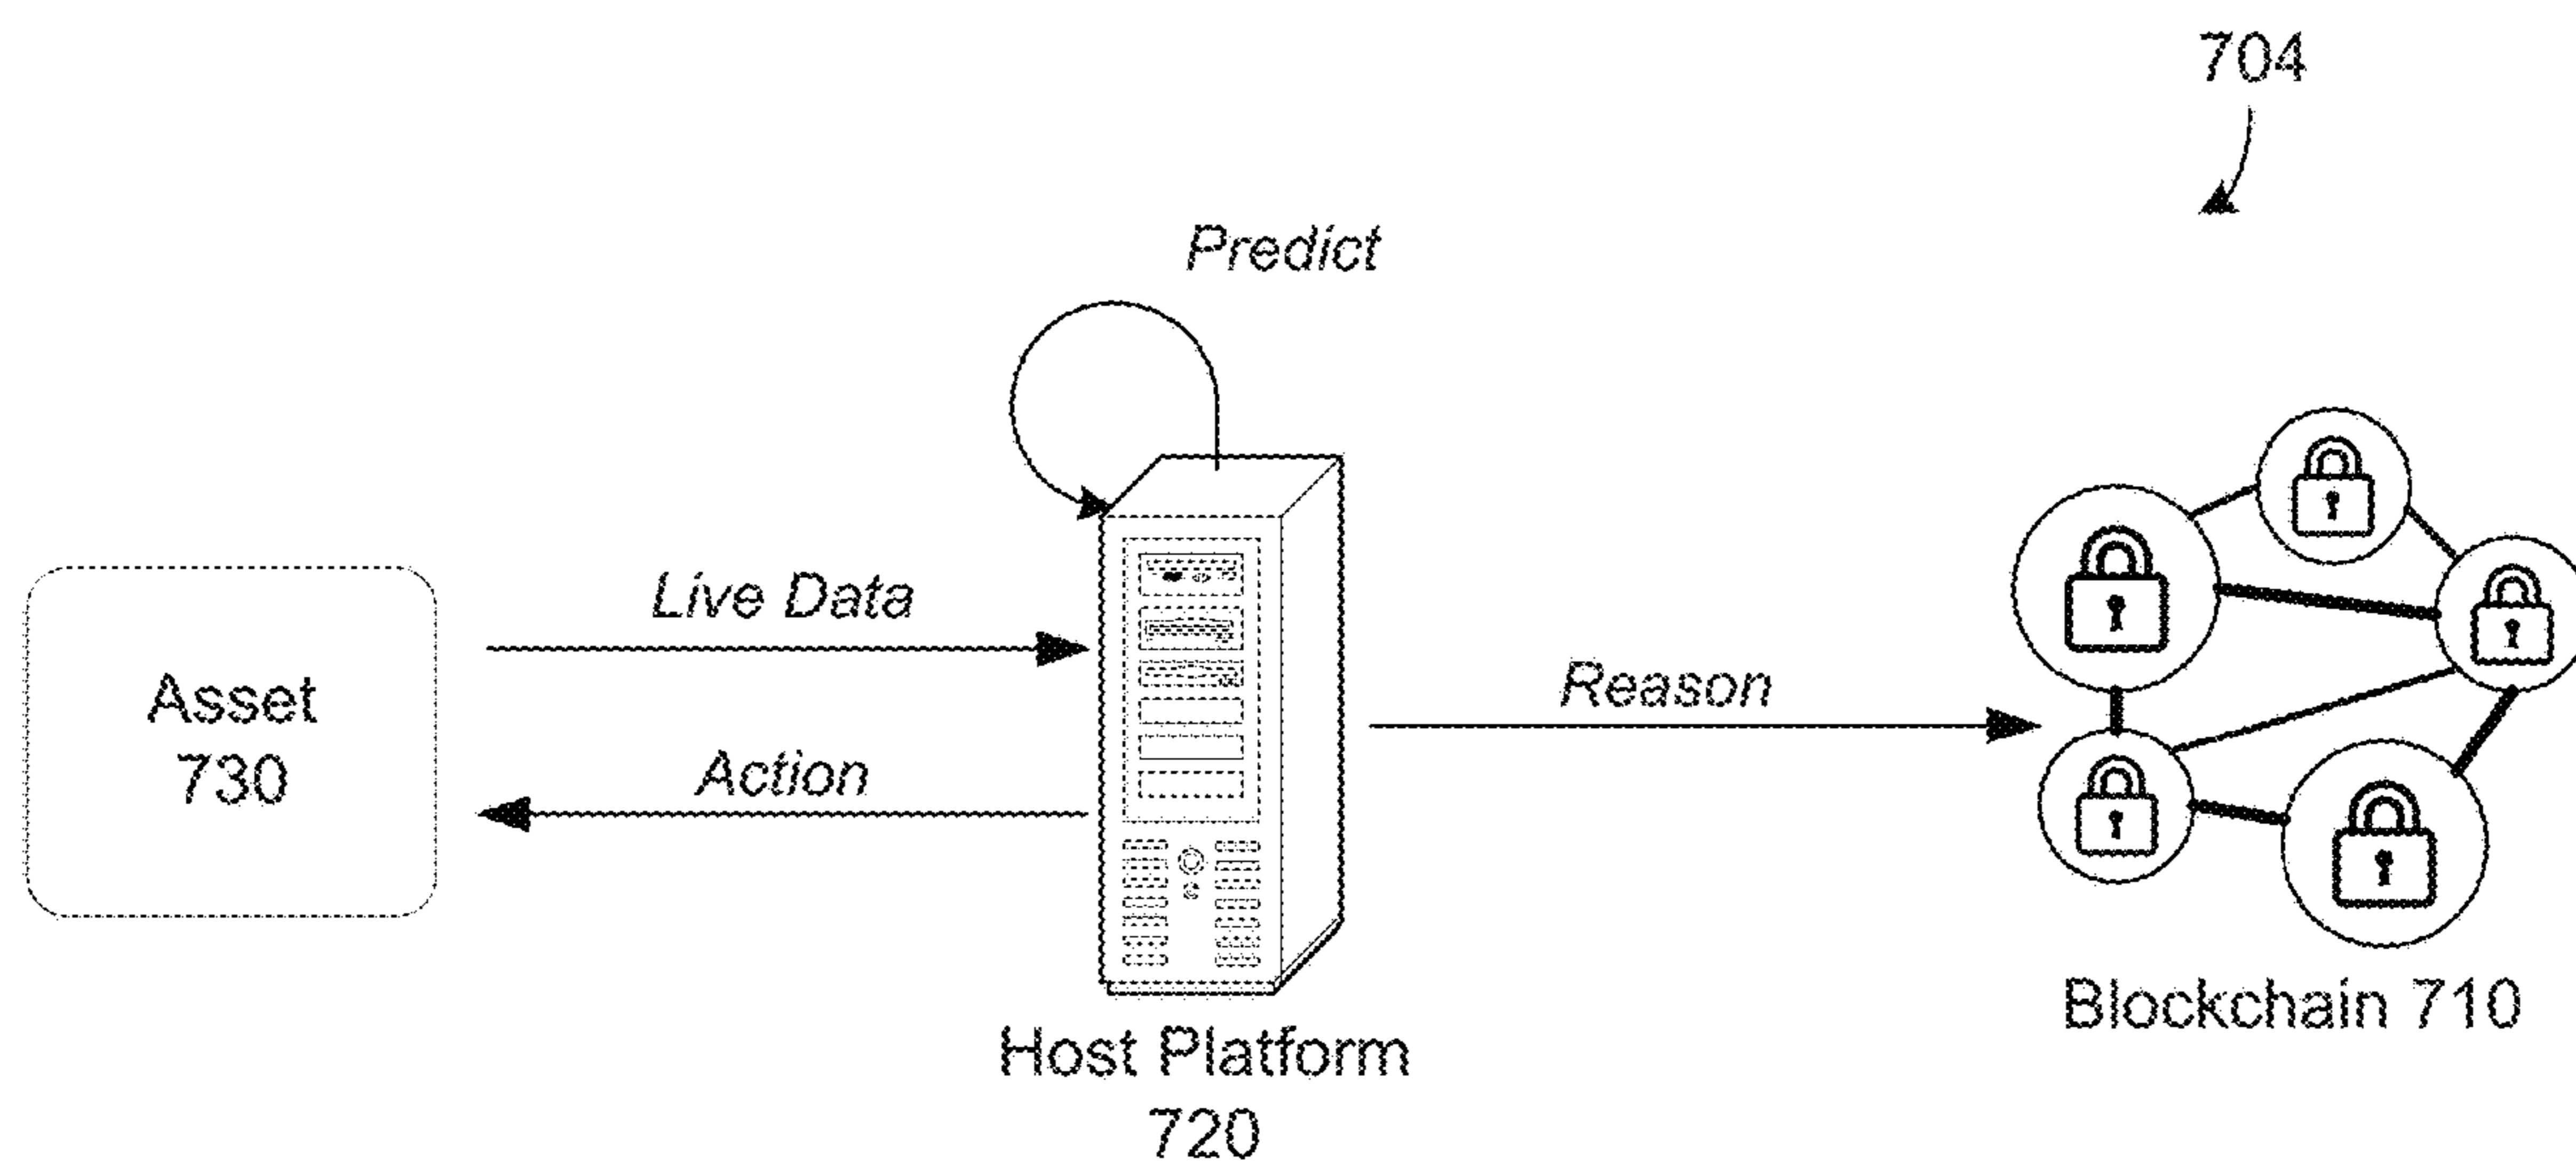 704
Predict
Live Data
Asset
730
Action
Reason
Blockchain 710
Host Platform
720